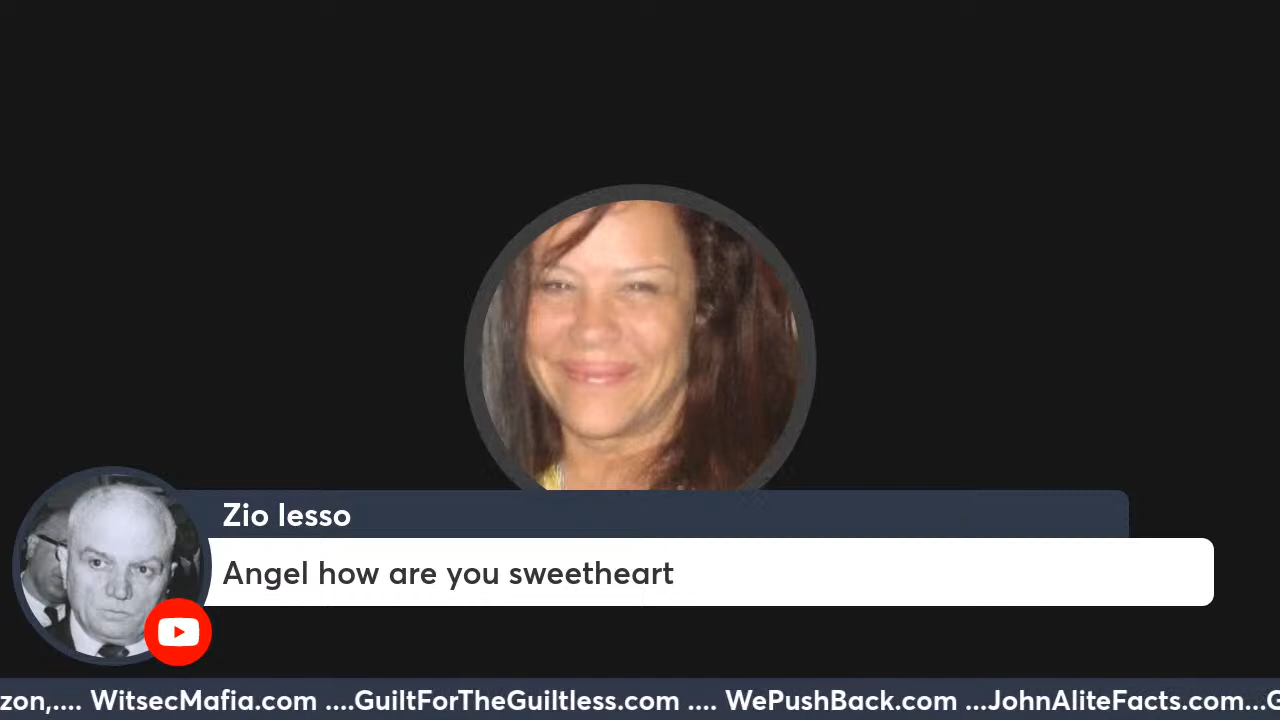 Zio lesso
Angel how are you sweetheart
zon,.... WitsecMafia.com ....GuiltForTheGuiltless.com .... WePushBack.com ...JohnAliteFacts.com...